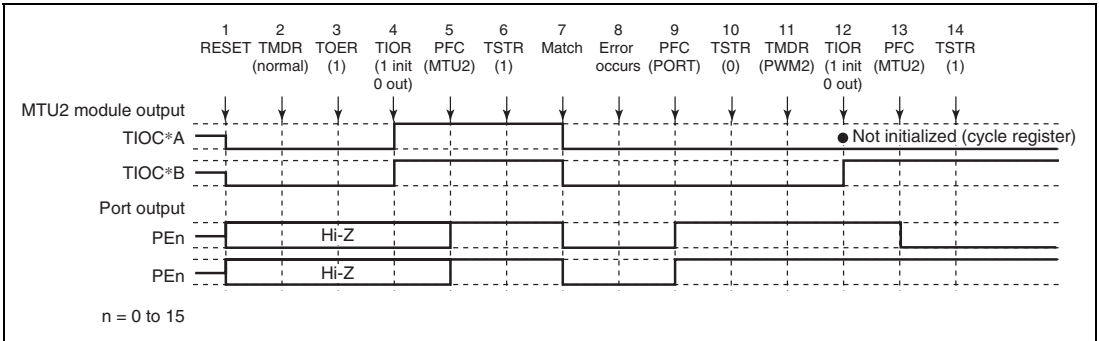 1 2 3 4 5 6 7 8 9 10 11 12 13 14
RESET TMDR TOER TIOR PFC TSTR Match Error PFC TSTR TMDR TIOR PFC TSTR
(normal) (1) (1 init (MTU2) (1) occurs (PORT) (0) (PWM2) (1 init (MTU2) (1)
0 out) 0 out)
MTU2 module output
TIOC*A
● Not initialized (cycle register)
TIOC*B
Port output
PEn
Hi-Z
PEn
Hi-Z
n = 0 to 15